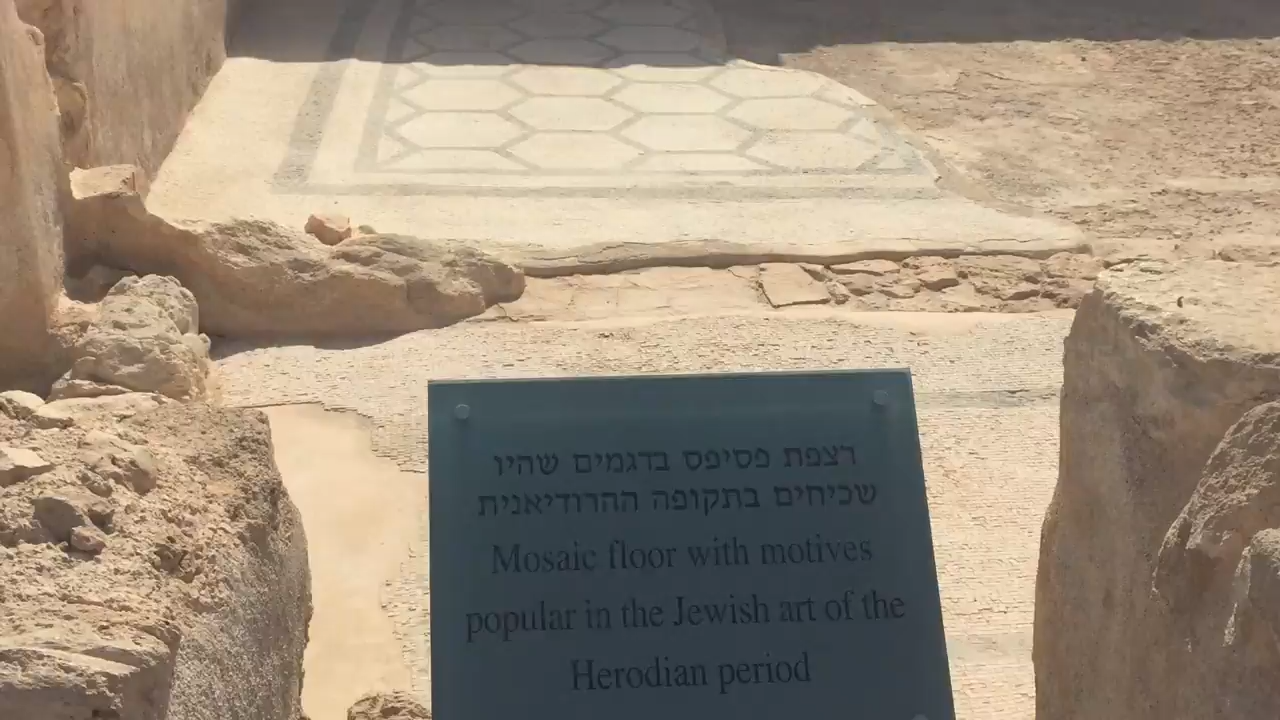 רצפת פסיפס בדגמים שהיו
שכיחים בתקופה ההרודיאנית
Mosaic floor with motives
popular in the Jewish art of the
Herodian period